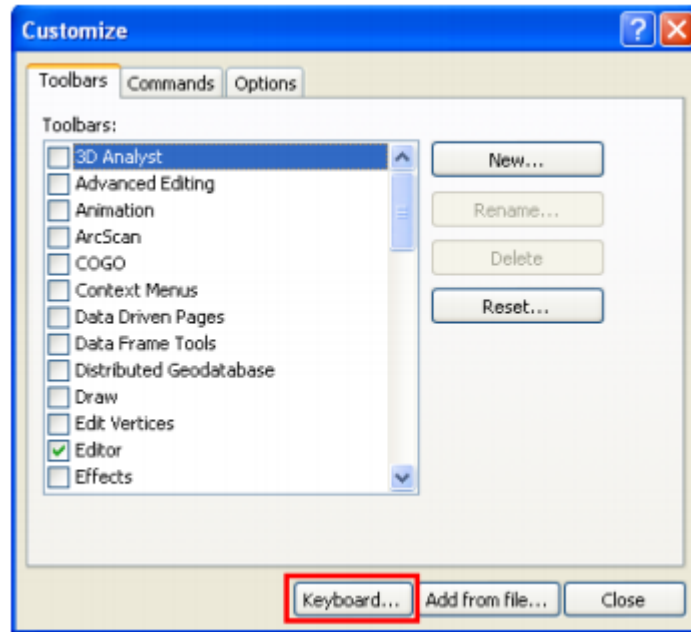 Customize
Toolbars Commands Options
Toolbars:
3D Analyst
Advanced Editing
Animation
ArcScan
COGO
Context Menus
Data Driven Pages
Data Frame Tools
Distributed Geodatabase
Draw
Edit Vertices
Editor
Effects
New...
Rename...
Delete
Reset...
Keyboard... Add from file... Close